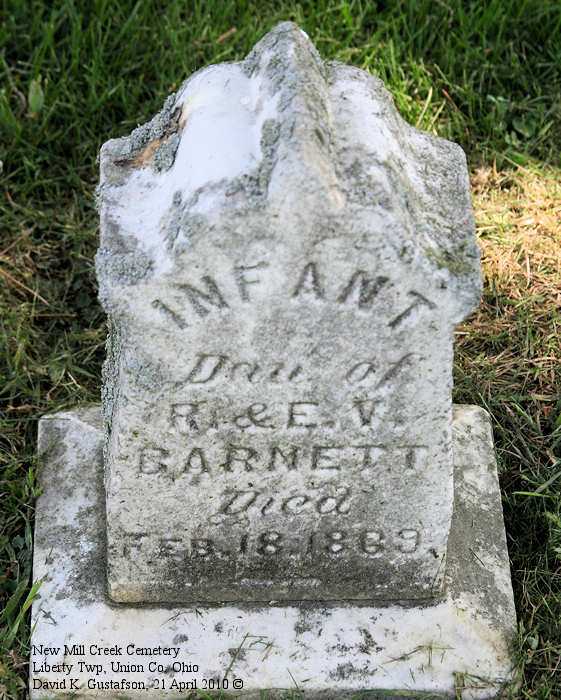 INFANT
Dau of
R. & E. V.
BARNETT
Died
FEB. 18. 1869.
New Mill Creek Cemetery
Liberty Twp, Union Co. Ohio
David K. Gustafson, 21 April 2010 ©